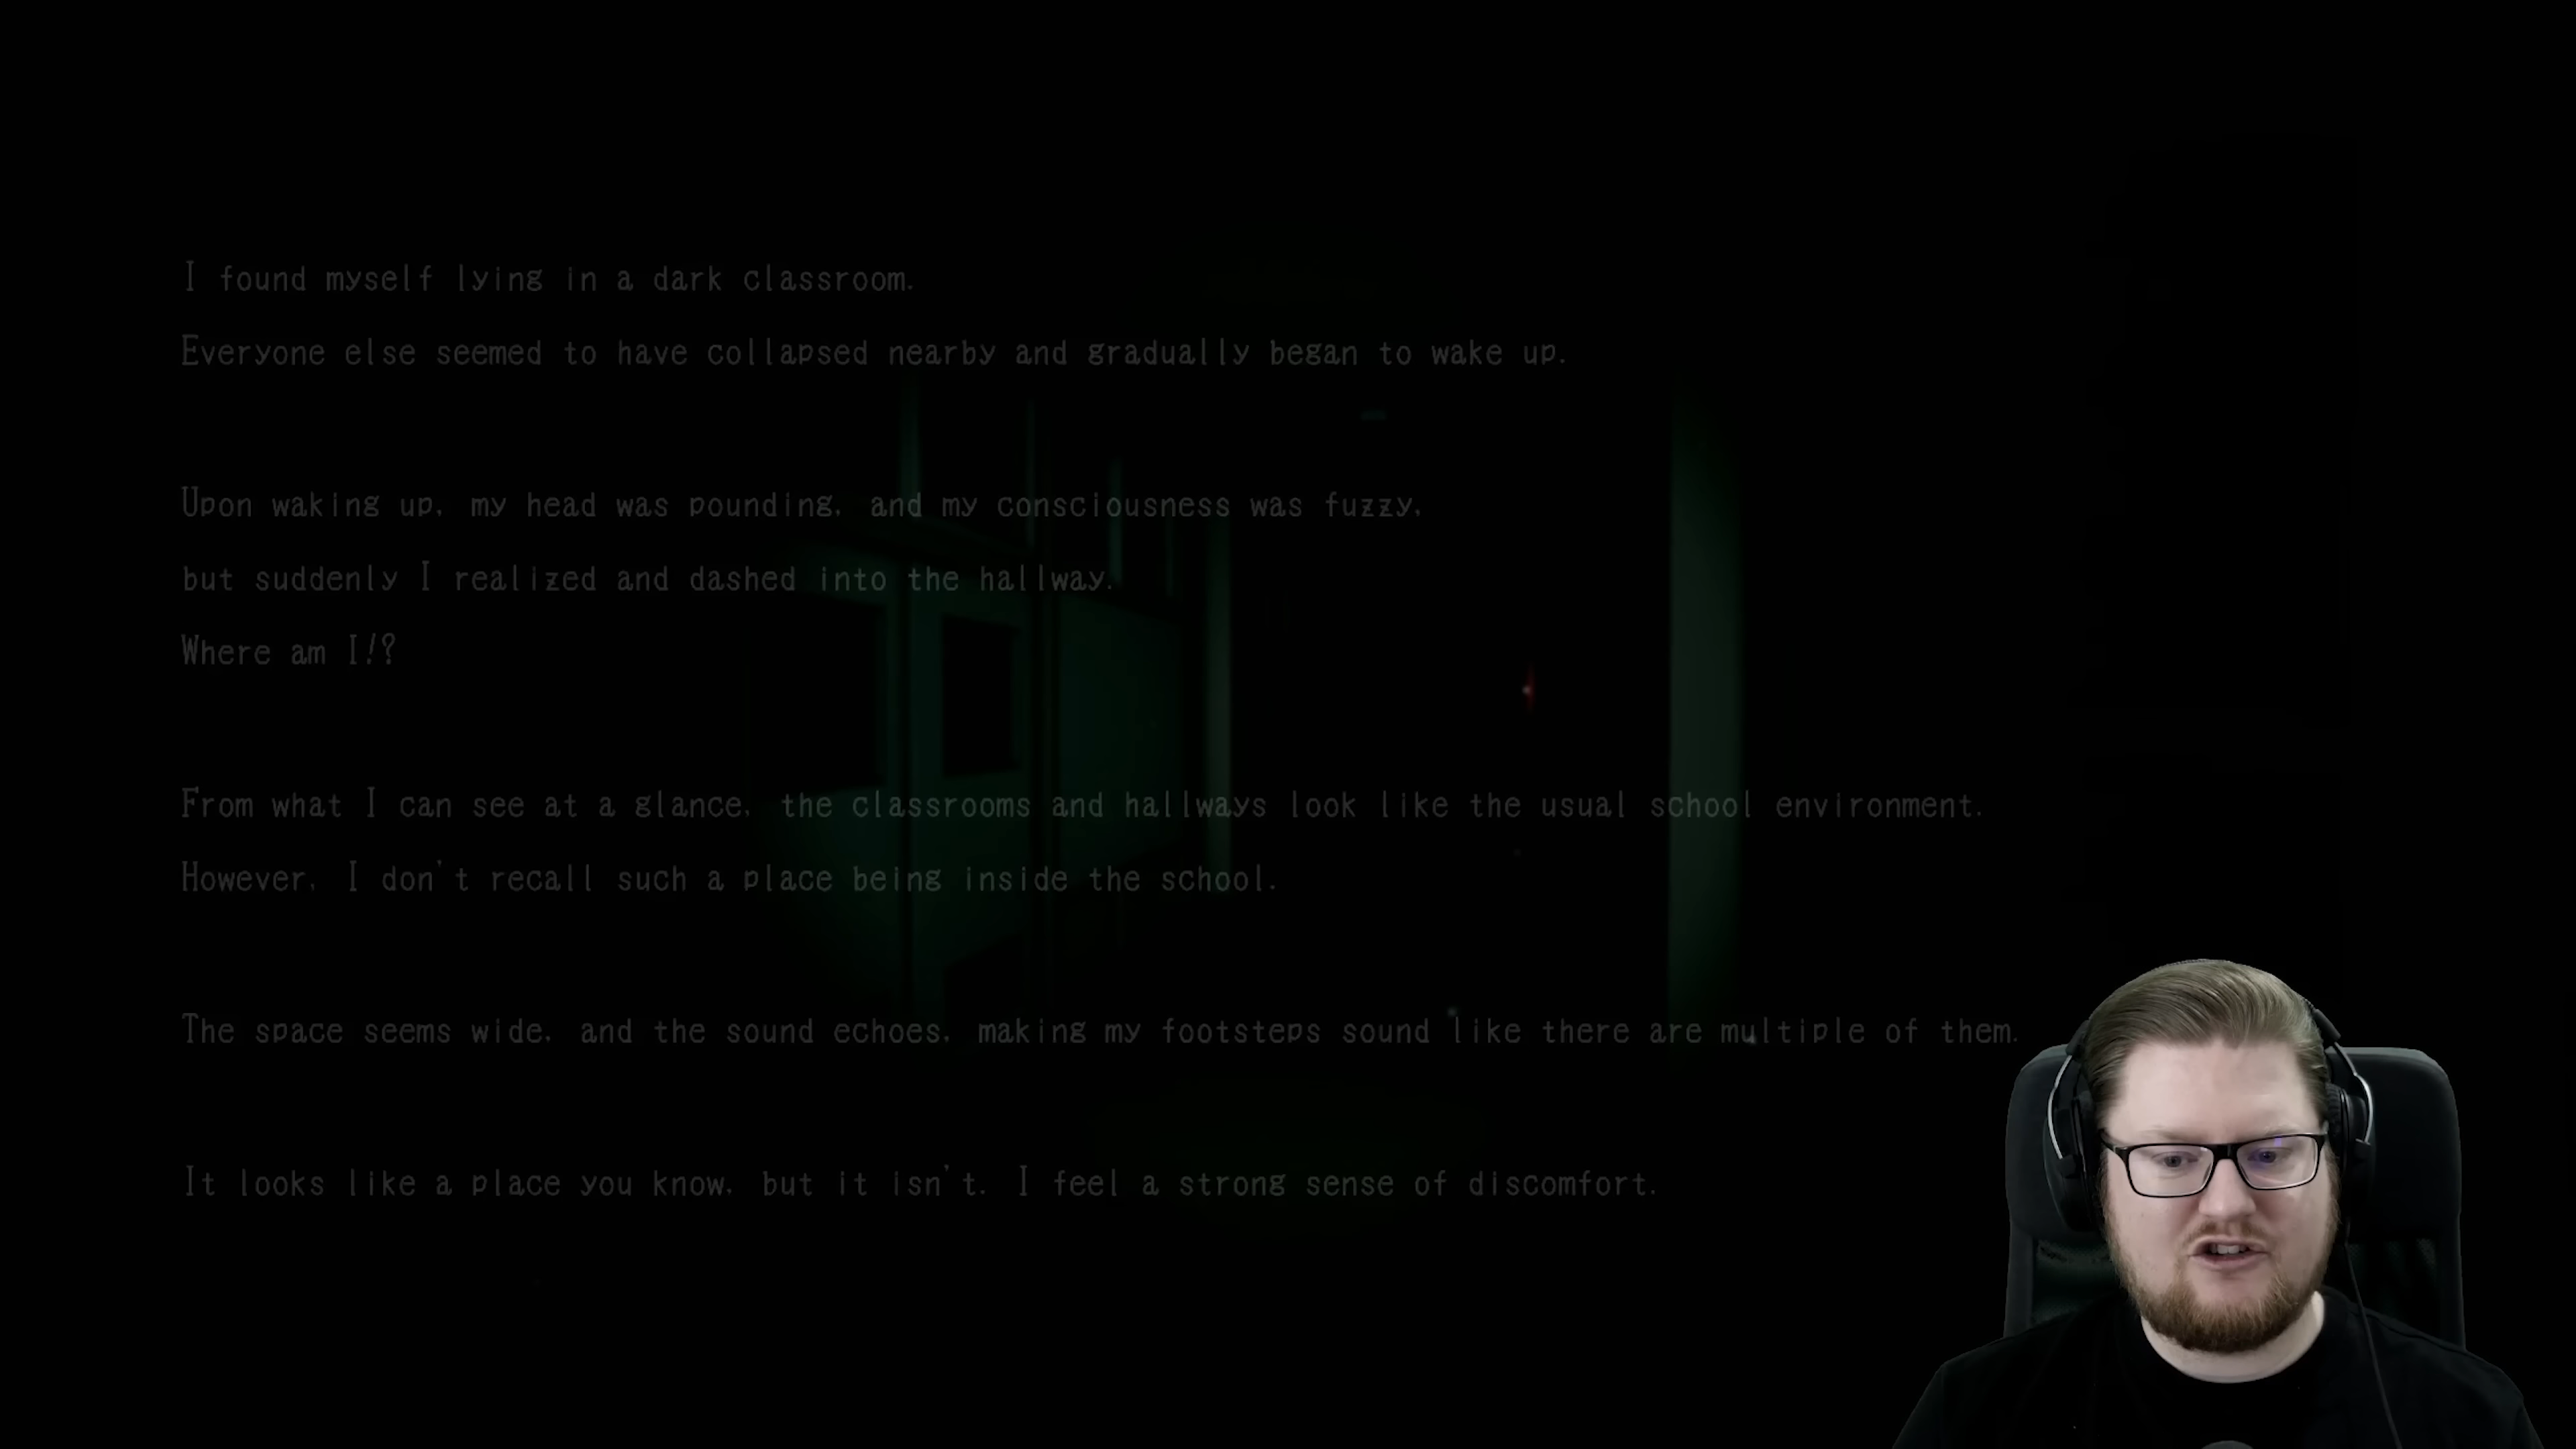 I found myself lying in a dark classroom.
Everyone else seemed to have collapsed nearby and gradually began to wake up.
Upon waking up, my head was pounding, and my consciousness was fuzzy,
but suddenly I realized and dashed into the hallway.
Where am I!?
From what I can see at a glance, the classrooms and hallways look like the usual school environment.
However, I don't recall such a place being inside the school.
The space seems wide, and the sound echoes, making my footsteps sound like there are multiple of them.
It looks like a place you know, but it isn't. I feel a strong sense of discomfort.